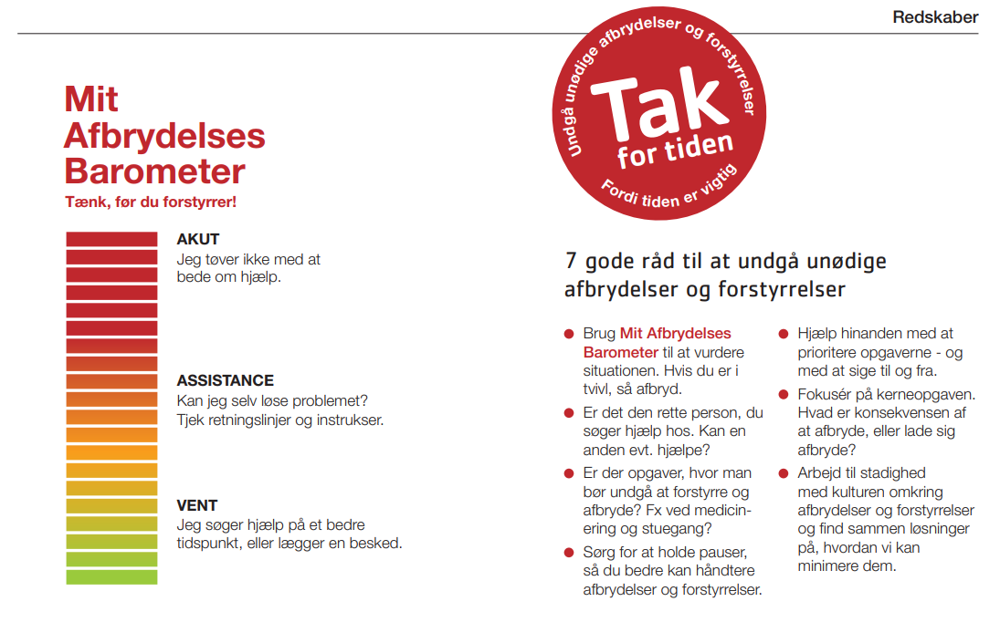 Redskaber
Mit
Afbrydelses
Barometer
Tænk, før du forstyrrer!
AKUT
Jeg tøver ikke med at
bede om hjælp.
ASSISTANCE
Kan jeg selv løse problemet?
Tjek retningslinjer og instrukser.
VENT
Jeg søger hjælp på et bedre
tidspunkt, eller lægger en besked.
Undgå unødige afbrydelser og forstyrrelser
Tak
for tiden
Fordi tiden er vigtig
7 gode råd til at undgå unødige
afbrydelser og forstyrrelser
Brug Mit Afbrydelses
Barometer til at vurdere
situationen. Hvis du er i
tvivl, så afbryd.
Er det den rette person, du
søger hjælp hos. Kan en
anden evt. hjælpe?
Er der opgaver, hvor man
bør undgå at forstyrre og
afbryde? Fx ved medicin-
ering og stuegang?
Sørg for at holde pauser,
så du bedre kan håndtere
afbrydelser og forstyrrelser.
Hjælp hinanden med at
prioritere opgaverne - og
med at sige til og fra.
Fokusér på kerneopgaven.
Hvad er konsekvensen af
at afbryde, eller lade sig
afbryde?
Arbejd til stadighed
med kulturen omkring
afbrydelser og forstyrrelser
og find sammen løsninger
på, hvordan vi kan
minimere dem.